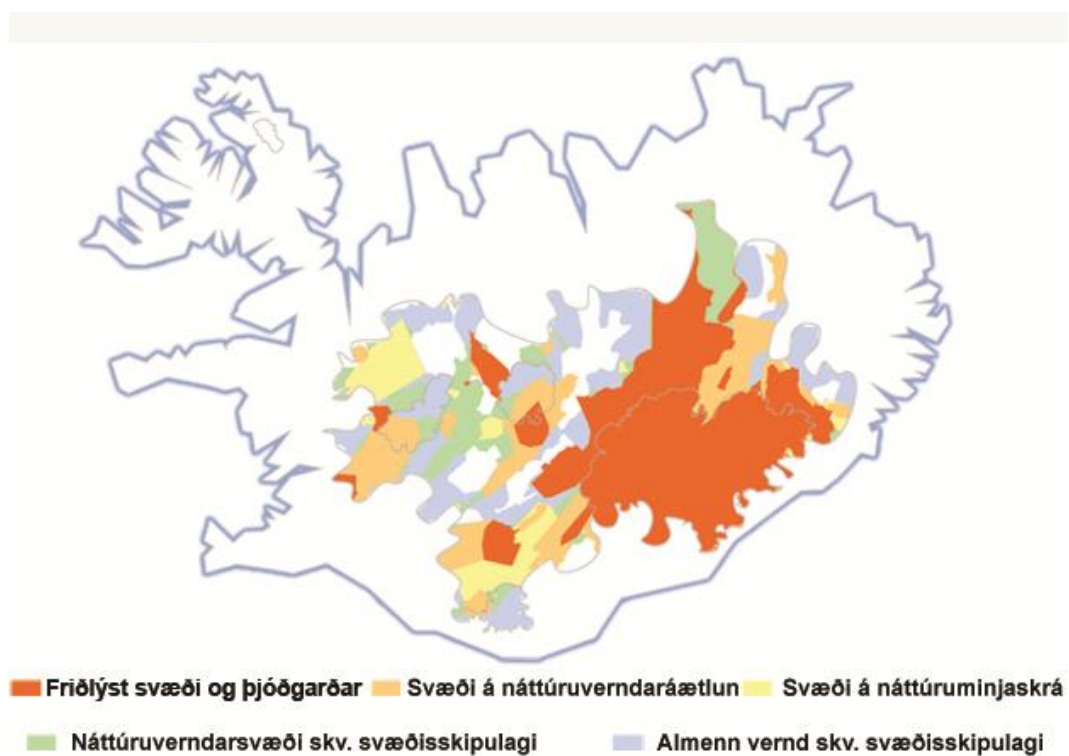 Friðlýst svæði og þjóðgarðar Svæði á náttúruverndaráætlun Svæði á náttúruminjaskrá
Náttúruverndarsvæði skv. svæðisskipulagi Almenn vernd skv. svæðisskipulagi